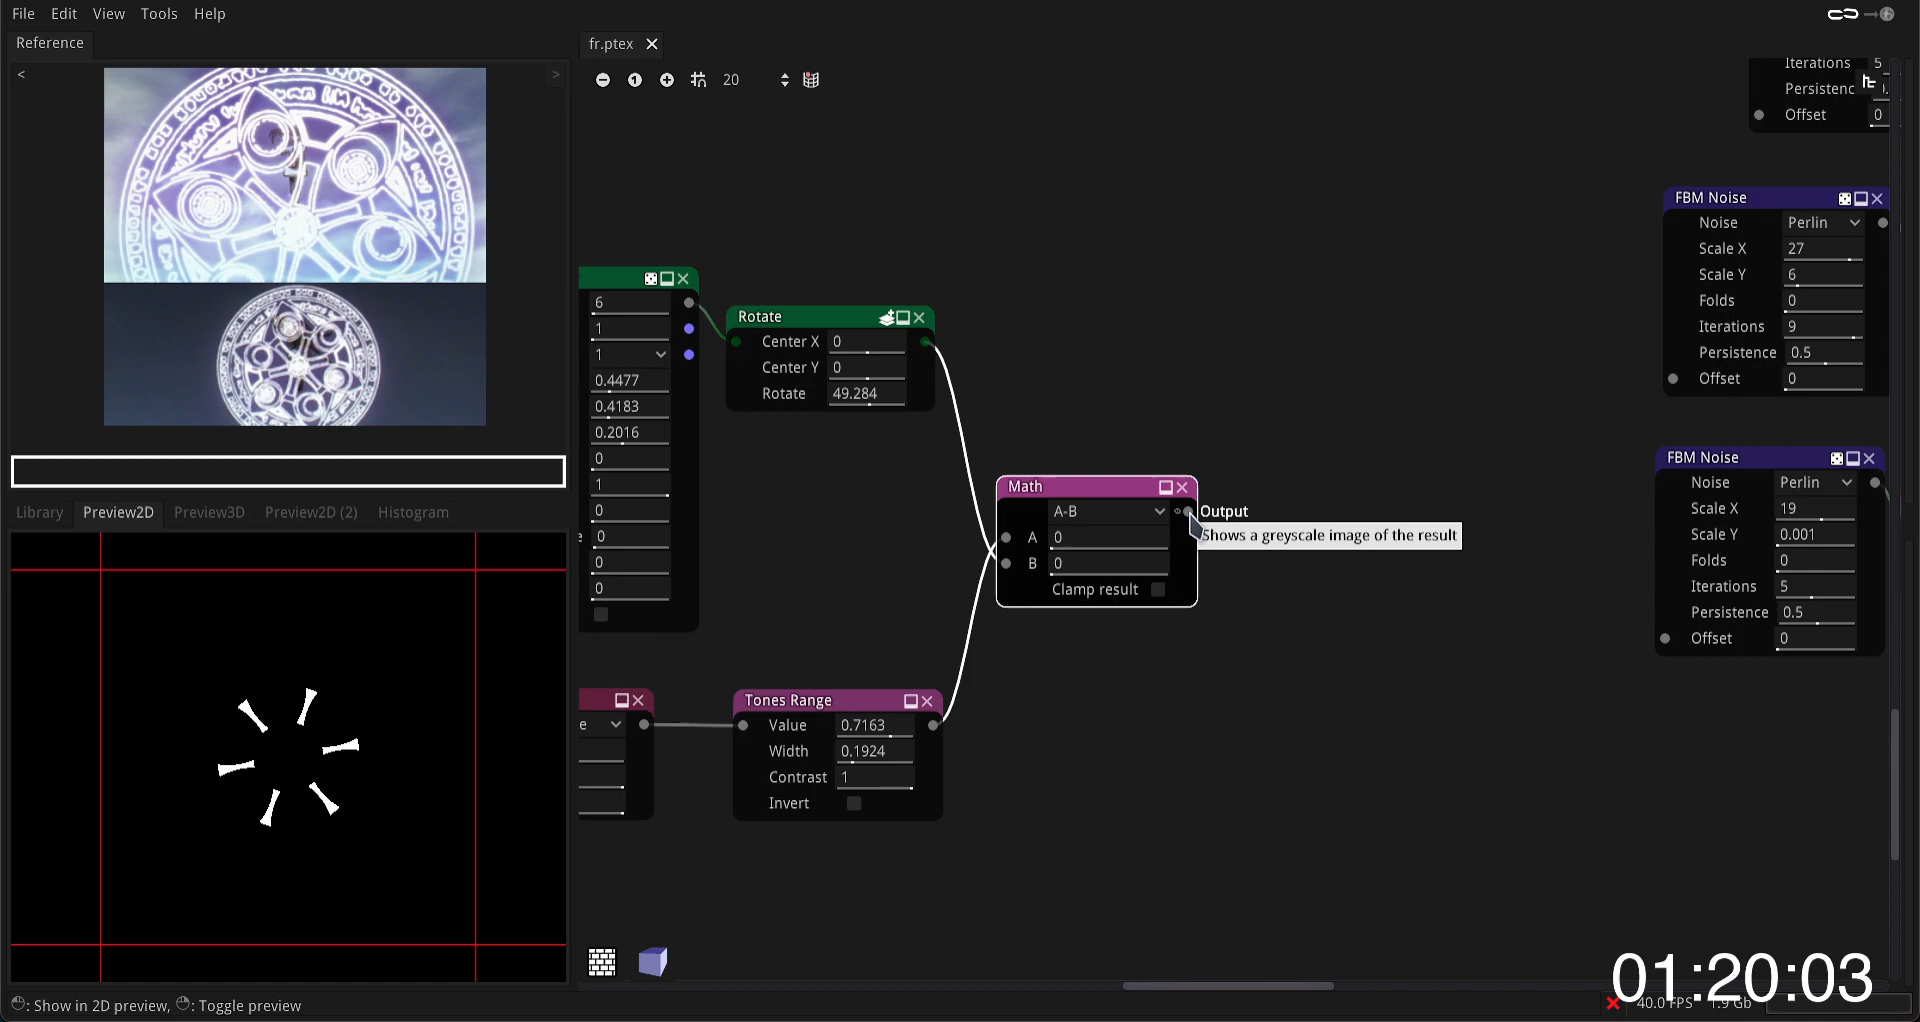 File Edit View Tools Help
Reference
fr.ptex
< >
20
Iterations 5
Persistenc
Offset 0
FBM Noise
Noise Perlin
Scale X 27
Scale Y 6
Folds 0
Iterations 9
Persistence 0.5
Offset 0
6
1
1
0.4477
0.4183
0.2016
0
1
0
0
0
0
Rotate
Center X 0
Center Y 0
Rotate 49.284
Math
A-B
A 0
B 0
Clamp result
Output
Shows a greyscale image of the result
FBM Noise
Noise Perlin
Scale X 19
Scale Y 0.001
Folds 0
Iterations 5
Persistence 0.5
Offset 0
Library Preview2D Preview3D Preview2D (2) Histogram
e
Tones Range
Value 0.7163
Width 0.1924
Contrast 1
Invert
01:20:03
: Show in 2D preview, : Toggle preview
40.0 FPS 1.9 Gb